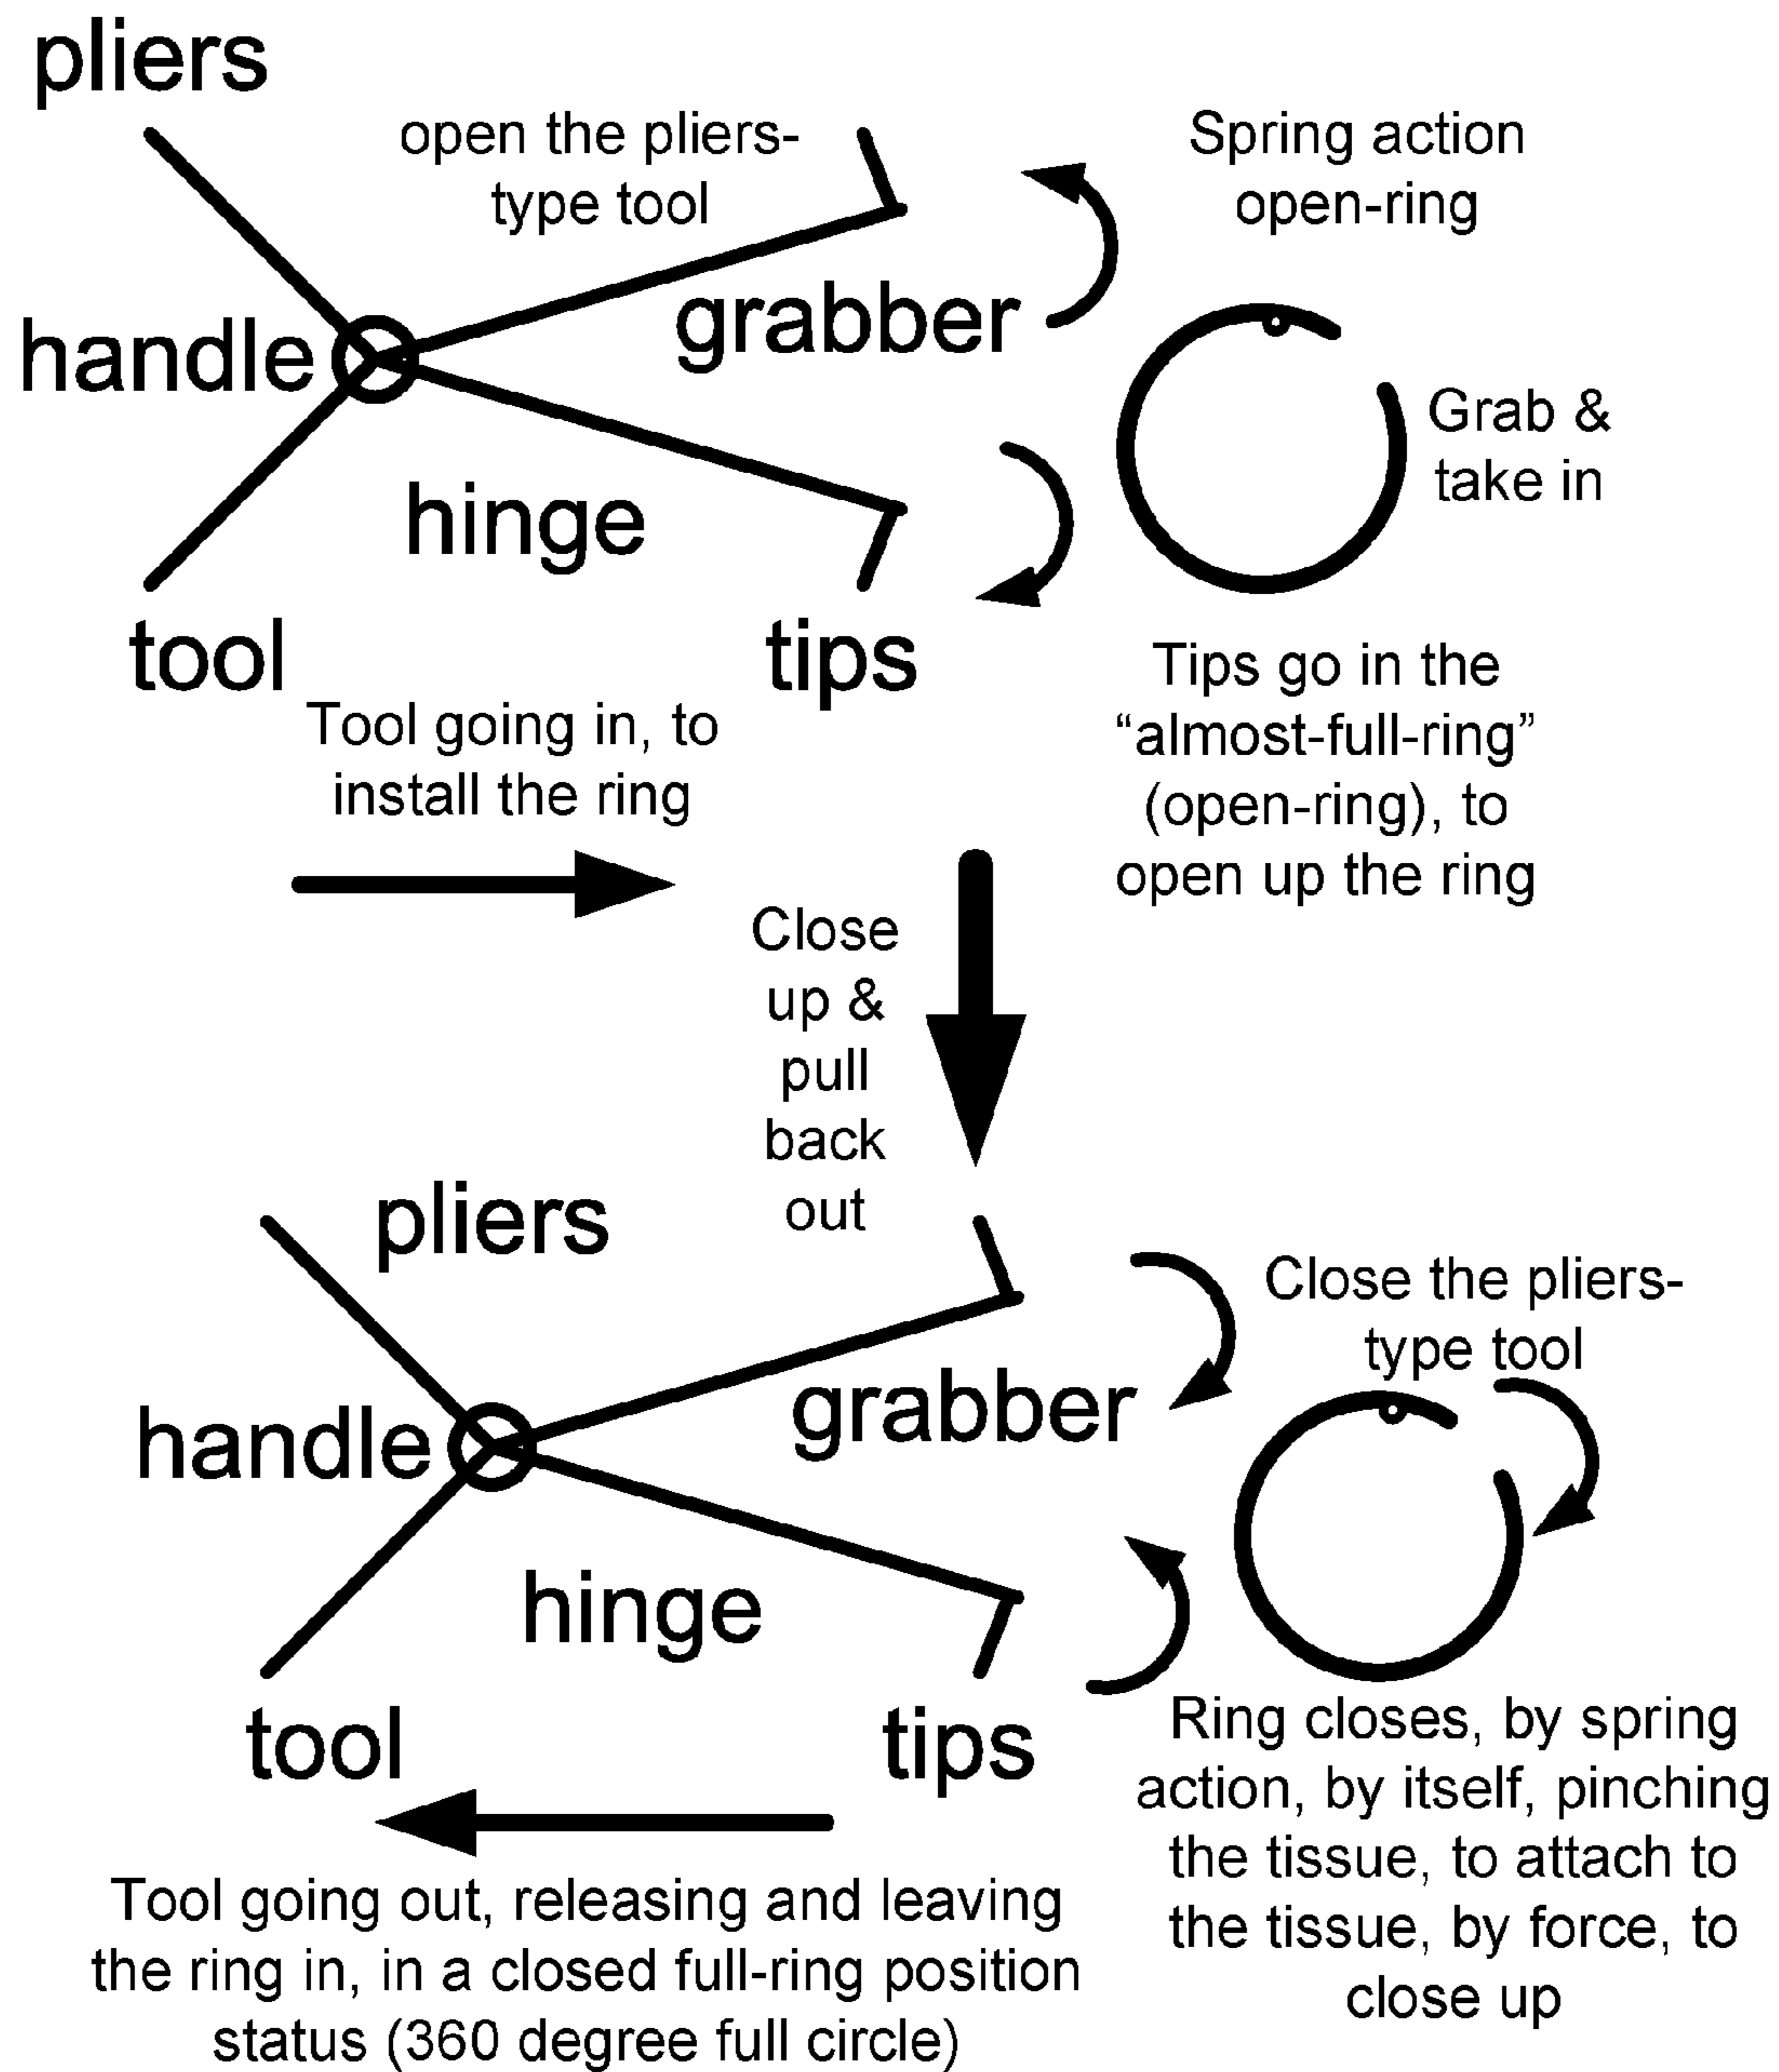 pliers
open the pliers-
type tool
Spring action
open-ring
handle
grabber
Grab &
take in
hinge
tool
tips
Tool going in, to
install the ring
Tips go in the
“almost-full-ring”
(open-ring), to
open up the ring
Close
up &
pull
back
out
pliers
Close the pliers-
type tool
handle
grabber
hinge
tool
tips
Ring closes, by spring
action, by itself, pinching
the tissue, to attach to
the tissue, by force, to
close up
Tool going out, releasing and leaving
the ring in, in a closed full-ring position
status (360 degree full circle)